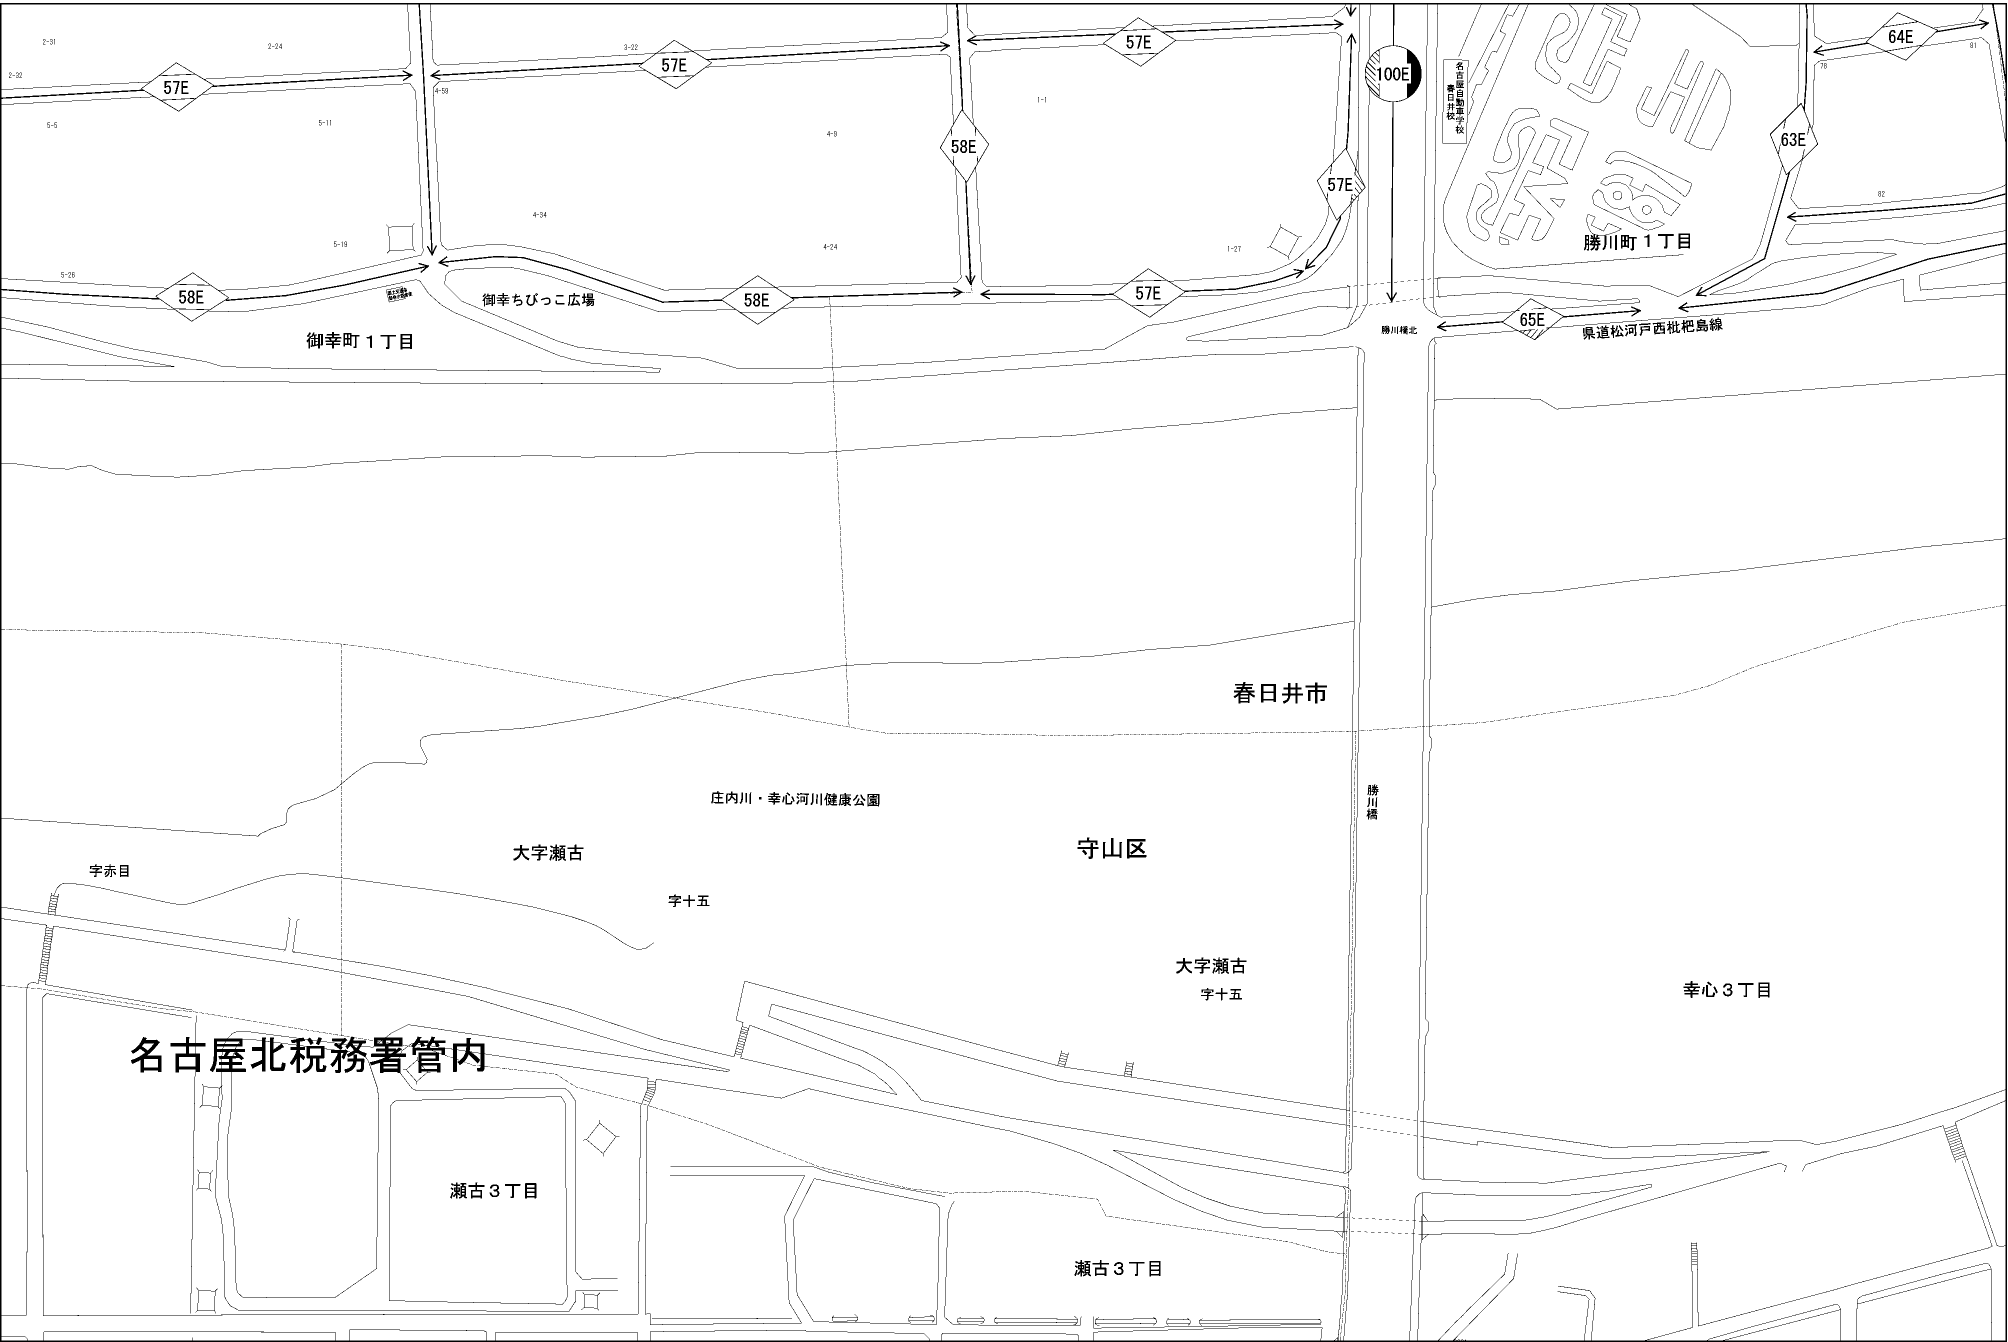 2-31
2-24
3-22
57E
64E
81
2-32
57E
57E
100E
78
4-59
名古屋自動車学校
春日井校
1-1
5-5
5-11
4-9
58E
63E
57E
82
4-34
5-19
4-24
1-27
勝川町１丁目
5-26
58E
御幸ちびっこ広場
58E
57E
65E
勝川橋北
県道松河戸西枇杷島線
御幸町１丁目
春日井市
庄内川・幸心河川健康公園
勝川橋
守山区
大字瀬古
字赤目
字十五
大字瀬古
字十五
幸心３丁目
名古屋北税務署管内
瀬古３丁目
瀬古３丁目